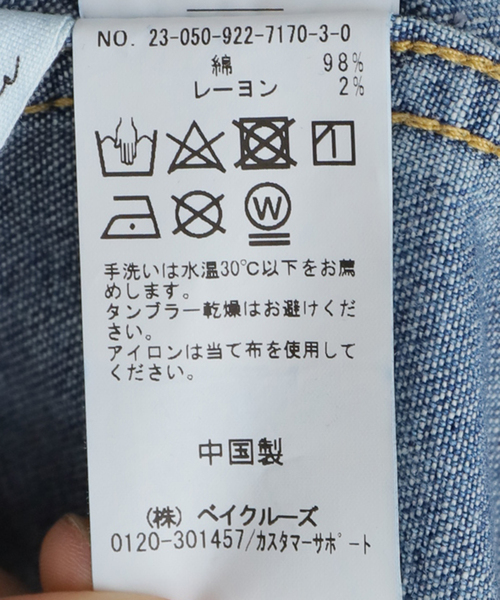 NO. 23-050-922-7170-3-0
綿 98%
レーヨン 2%
W
手洗いは水温30℃以下をお薦
めします。
タンブラー乾燥はお避けくだ
さい。
アイロンは当て布を使用して
ください。
中国製
(株) ベイクルーズ
0120-301457/カスタマーサポート